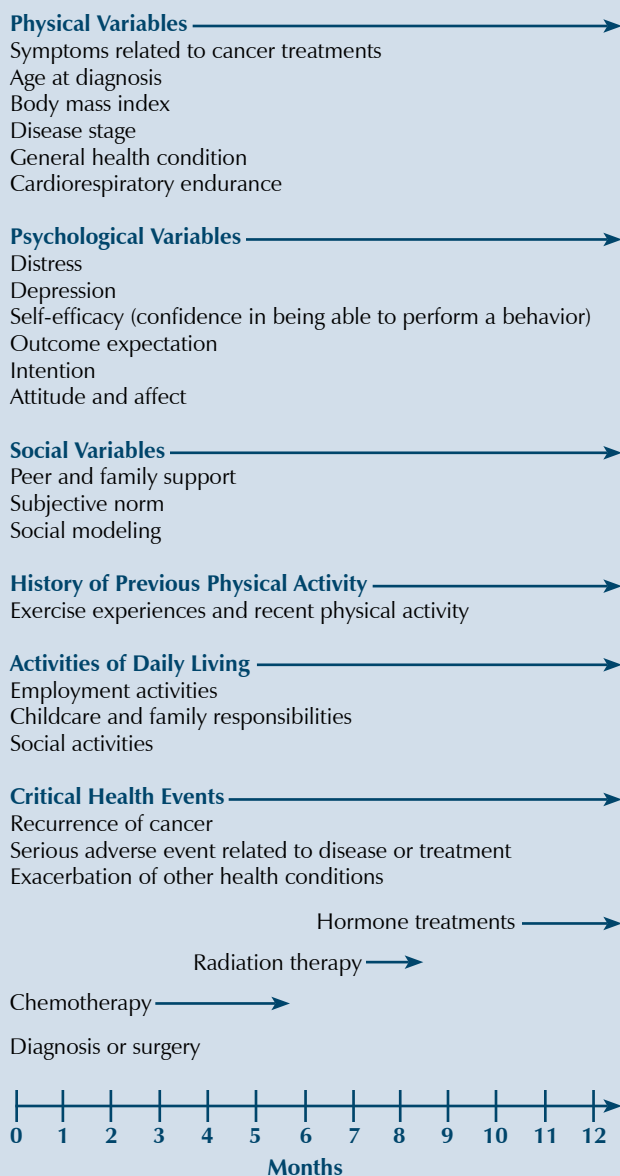 Physical Variables
Symptoms related to cancer treatments
Age at diagnosis
Body mass index
Disease stage
General health condition
Cardiorespiratory endurance
Psychological Variables
Distress
Depression
Self-efficacy (confidence in being able to perform a behavior)
Outcome expectation
Intention
Attitude and affect
Social Variables
Peer and family support
Subjective norm
Social modeling
History of Previous Physical Activity
Exercise experiences and recent physical activity
Activities of Daily Living
Employment activities
Childcare and family responsibilities
Social activities
Critical Health Events
Recurrence of cancer
Serious adverse event related to disease or treatment
Exacerbation of other health conditions
Hormone treatments
Radiation therapy
Chemotherapy
Diagnosis or surgery
0 1 2 3 4 5 6 7 8 9 10 11 12
Months